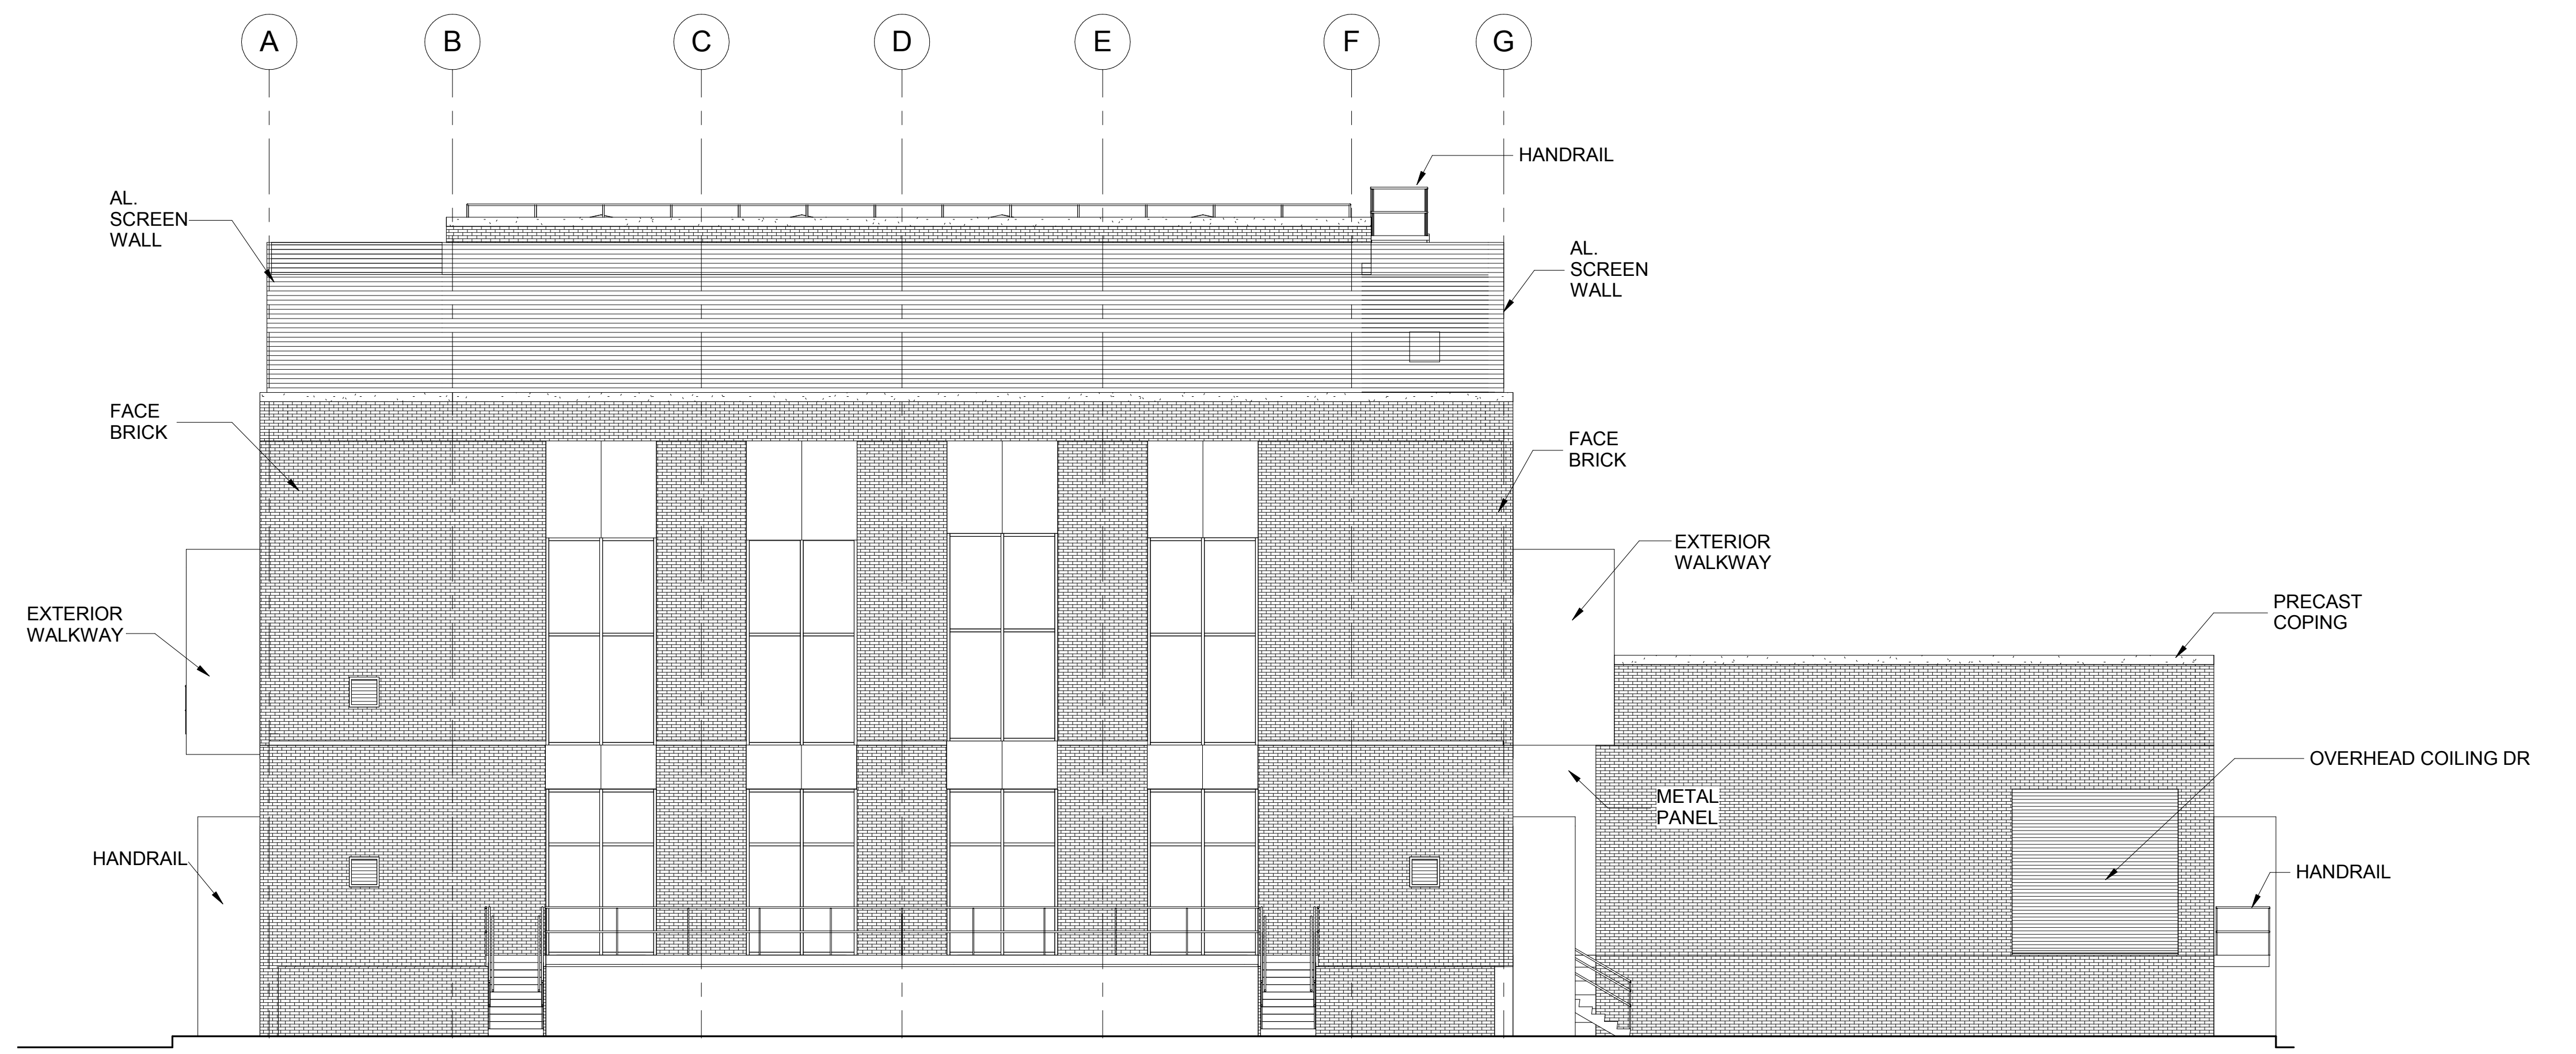 A
B
C
D
E
F
G
HANDRAIL
AL.
SCREEN
WALL
AL.
SCREEN
WALL
FACE
BRICK
FACE
BRICK
EXTERIOR
WALKWAY
EXTERIOR
WALKWAY
PRECAST
COPING
OVERHEAD COILING DR
METAL
PANEL
HANDRAIL
HANDRAIL